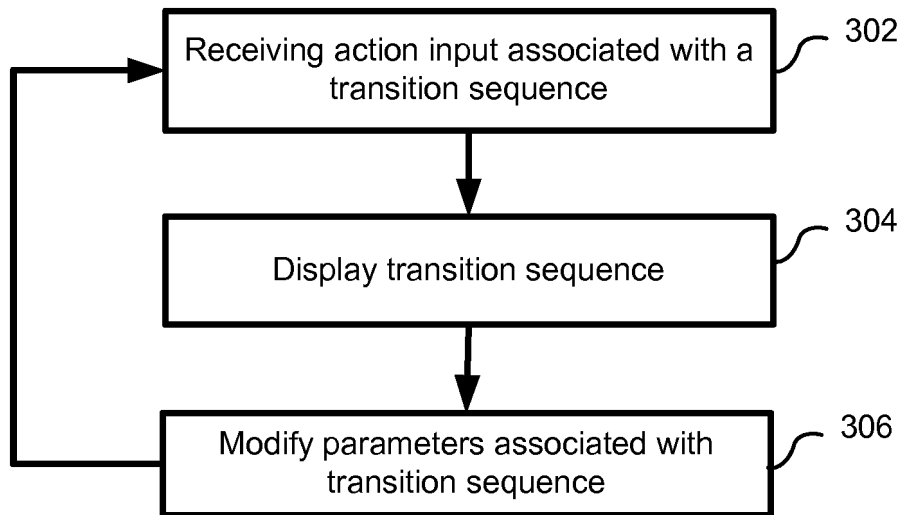 Receiving action input associated with a
transition sequence
302
Display transition sequence
304
Modify parameters associated with
transition sequence
306